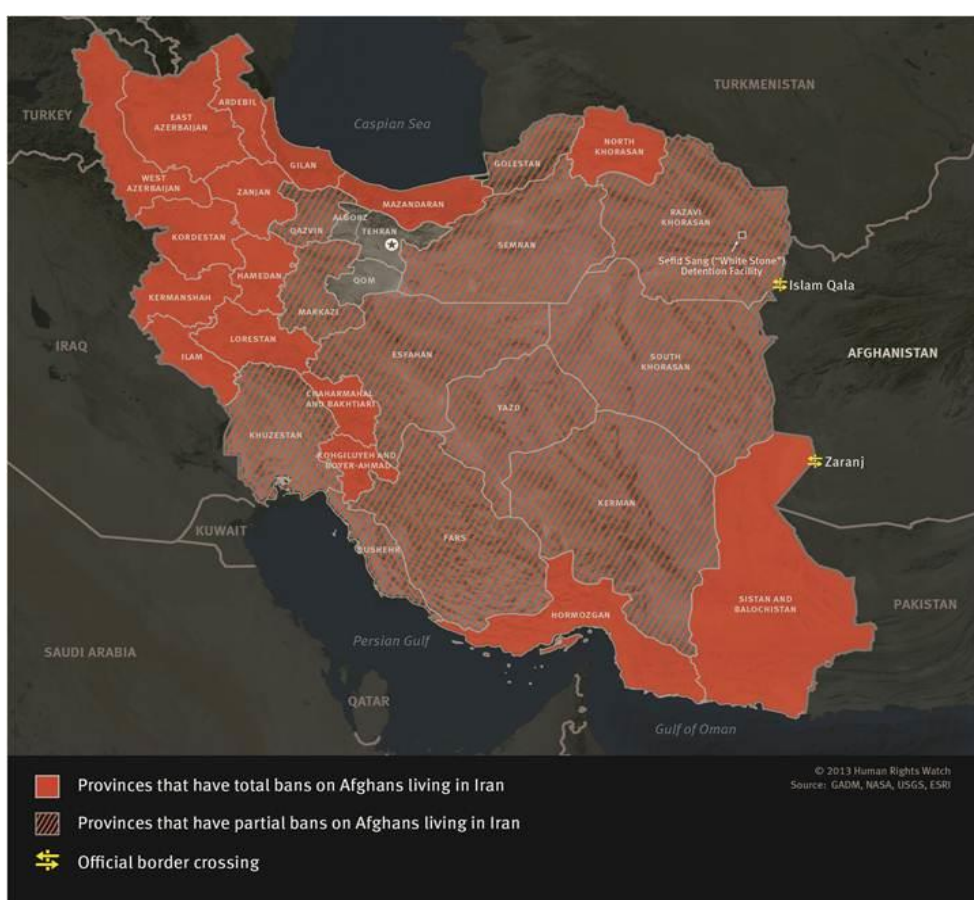 TURKMENISTAN
TURKEY
Caspian Sea
ARDEBIL
EAST
AZERBAIJAN
NORTH
KHORASAN
GILAN
GOLESTAN
WEST
AZERBAIJAN
ZANJAN
MAZANDARAN
RAZAVI
KHORASAN
ALBORZ
QAZVIN
TEHRAN
KORDESTAN
SEMNAN
Sefid Sang ("White Stone")
Detention Facility
HAMEDAN
QOM
Islam Qala
KERMANSHAH
MARKAZI
LORESTAN
IRAQ
ILAM
ESFAHAN
SOUTH
KHORASAN
AFGHANISTAN
CHAHARMAHAL
AND BAKHTIARI
YAZD
KHUZESTAN
KOHGILUYEH AND
BOYER-AHMAD
Zaranj
KERMAN
KUWAIT
FARS
BUSHEHR
SISTAN AND
BALOCHISTAN
PAKISTAN
HORMOZGAN
Persian Gulf
SAUDI ARABIA
QATAR
Gulf of Oman
© 2013 Human Rights Watch
Source: GADM, NASA, USGS, ESRI
Provinces that have total bans on Afghans living in Iran
Provinces that have partial bans on Afghans living in Iran
Official border crossing